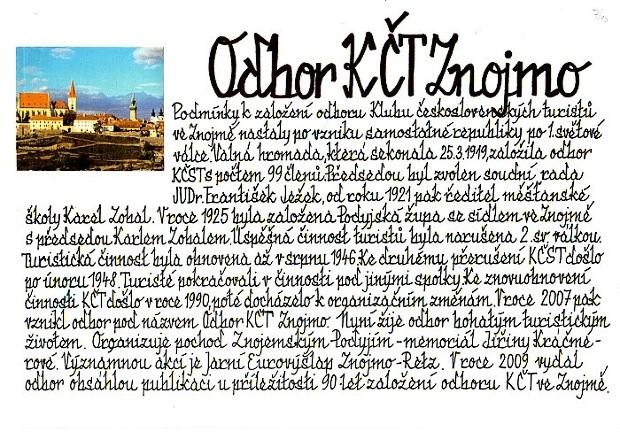 Odbor KČT Znojmo
Podmínky k založení odboru Klubu československých turistů
ve Znojmě nastaly po vzniku samostatné republiky po 1. světové
válce. Valná hromada, která se konala 25.3.1919, založila odbor
KČSTs počtem 99 členů. Předsedou byl zvolen soudní rada
JUDr. František Ježek, od roku 1921 pak ředitel měšťanské
školy Karel Zobal. V roce 1925 byla založena Podyjská župa se sídlem ve Znojmě
s předsedou Karlem Zobalem. Úspěšná činnost turistů byla narušena 2. sv. válkou.
Turistická činnost byla obnovena až v srpnu 1946. Ke druhému přerušení KČST došlo
po únoru 1948. Turisté pokračovali v činnosti pod jinými spolky. Ke znovuobnovení
činnosti KČT došlo v roce 1990, poté docházelo k organizačním změnám. V roce 2007 pak
vznikl odbor pod názvem Odbor KČT Znojmo. Nyní žije odbor bohatým turistickým
životem. Organizuje pochod Znojemským Podyjím - memoriál Jiřiny Kráčmé-
rové. Významnou akcí je Jarní Eurovýšlap Znojmo-Retz. V roce 2009 vydal
odbor obsáhlou publikaci u příležitosti 90 let založení odboru KČT ve Znojmě.